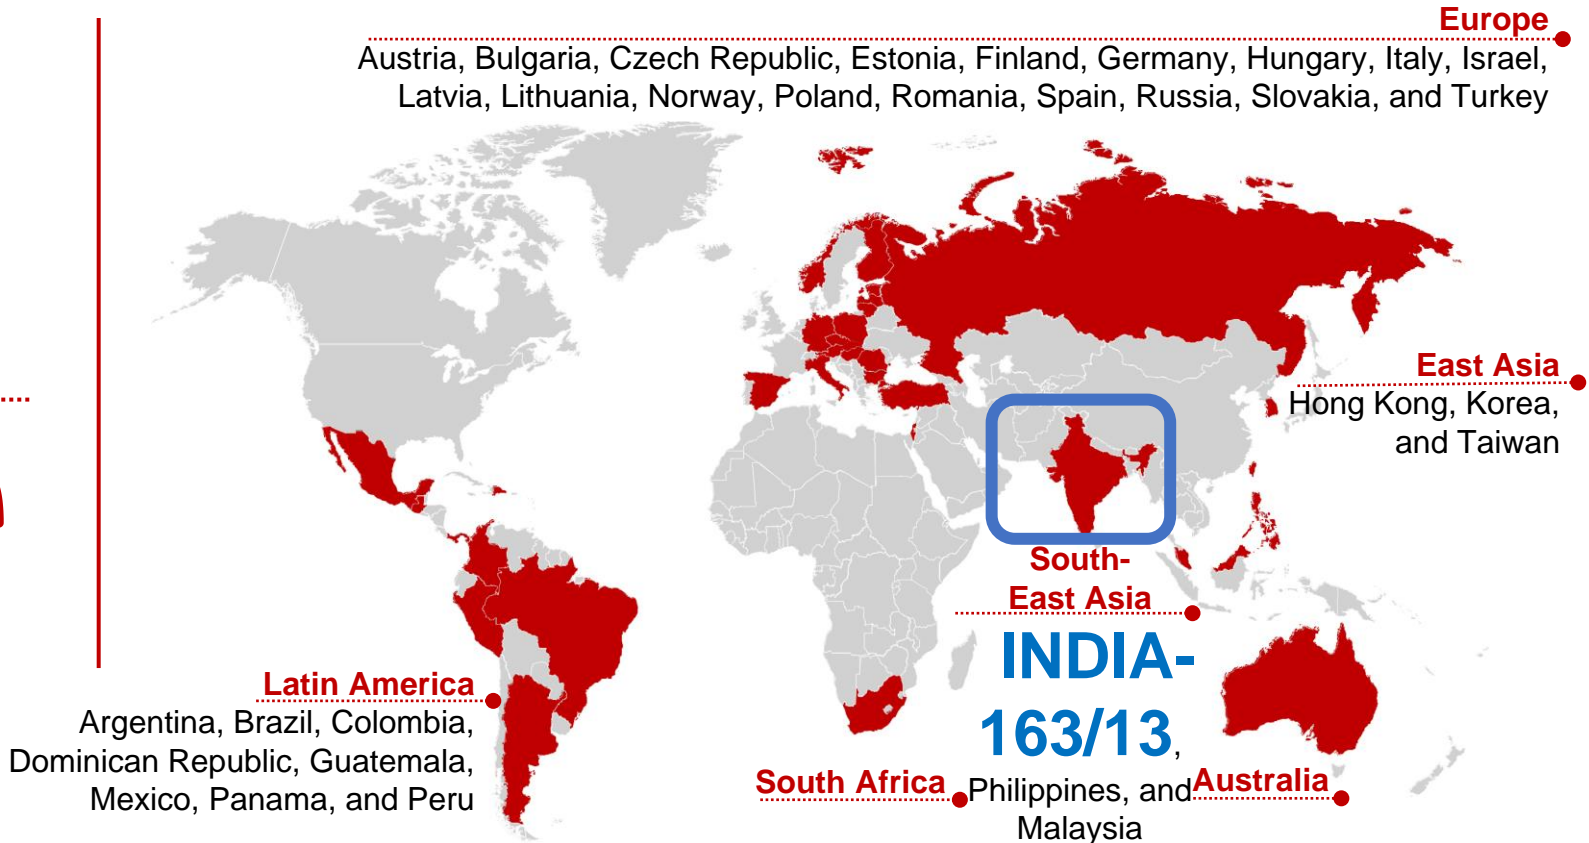 Europe
Austria, Bulgaria, Czech Republic, Estonia, Finland, Germany, Hungary, Italy, Israel,
Latvia, Lithuania, Norway, Poland, Romania, Spain, Russia, Slovakia, and Turkey
East Asia
Hong Kong, Korea,
and Taiwan
South-
East Asia
INDIA-
163/13,
Philippines, and
Malaysia
Latin America
Argentina, Brazil, Colombia,
Dominican Republic, Guatemala,
Mexico, Panama, and Peru
South Africa
Australia